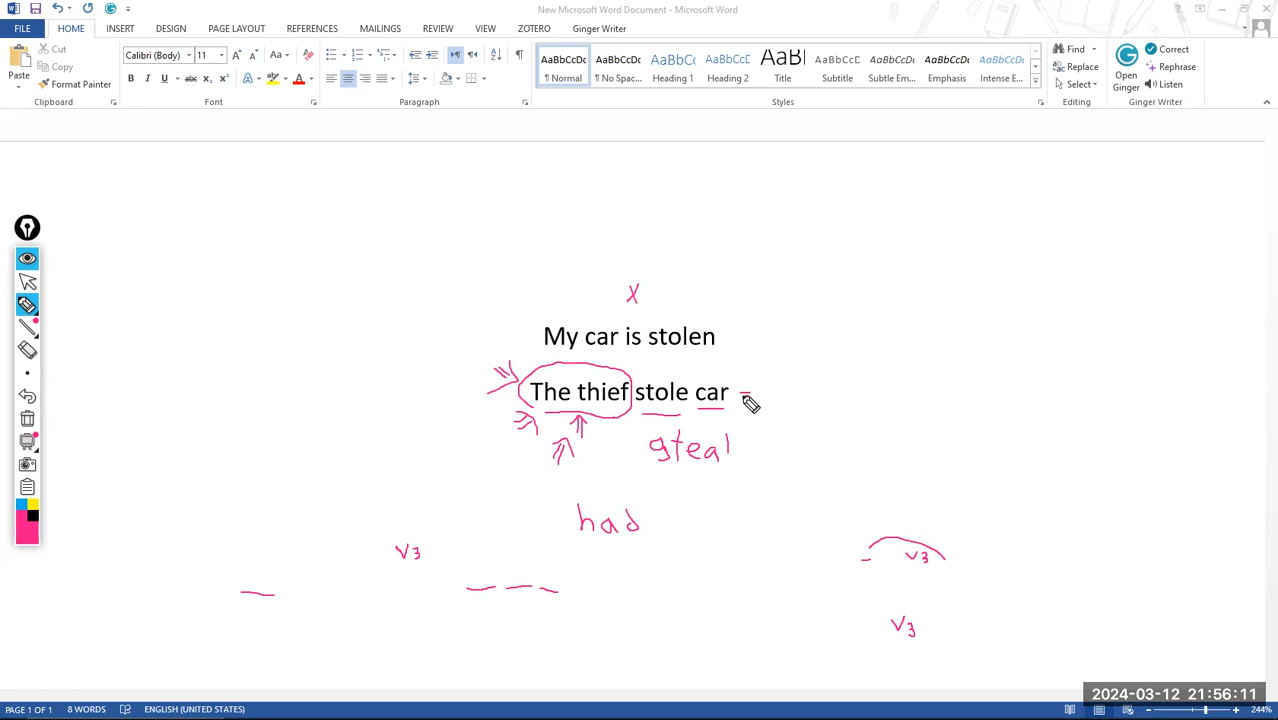 New Microsoft Word Document - Microsoft Word
FILE HOME INSERT DESIGN PAGE LAYOUT REFERENCES MAILINGS REVIEW VIEW ZOTERO Ginger Writer
Paste Cut Copy Format Painter
Calibri (Body) 11
AaBbCcDc AaBbCcDc AaBbC AaBbCc AaBI AaBbCcC AaBbCcDc AaBbCcDc AaBbCcDc
¶ Normal ¶ No Spac... Heading 1 Heading 2 Title Subtitle Subtle Em... Emphasis Intense E...
Find Replace Select
Open Ginger Correct Rephrase Listen
Clipboard Font Paragraph Styles Editing Ginger Writer
X
My car is stolen
The thief stole car
steal
had
V3
V3
V3
2024-03-12 21:56:11
PAGE 1 OF 1 8 WORDS ENGLISH (UNITED STATES) 244%